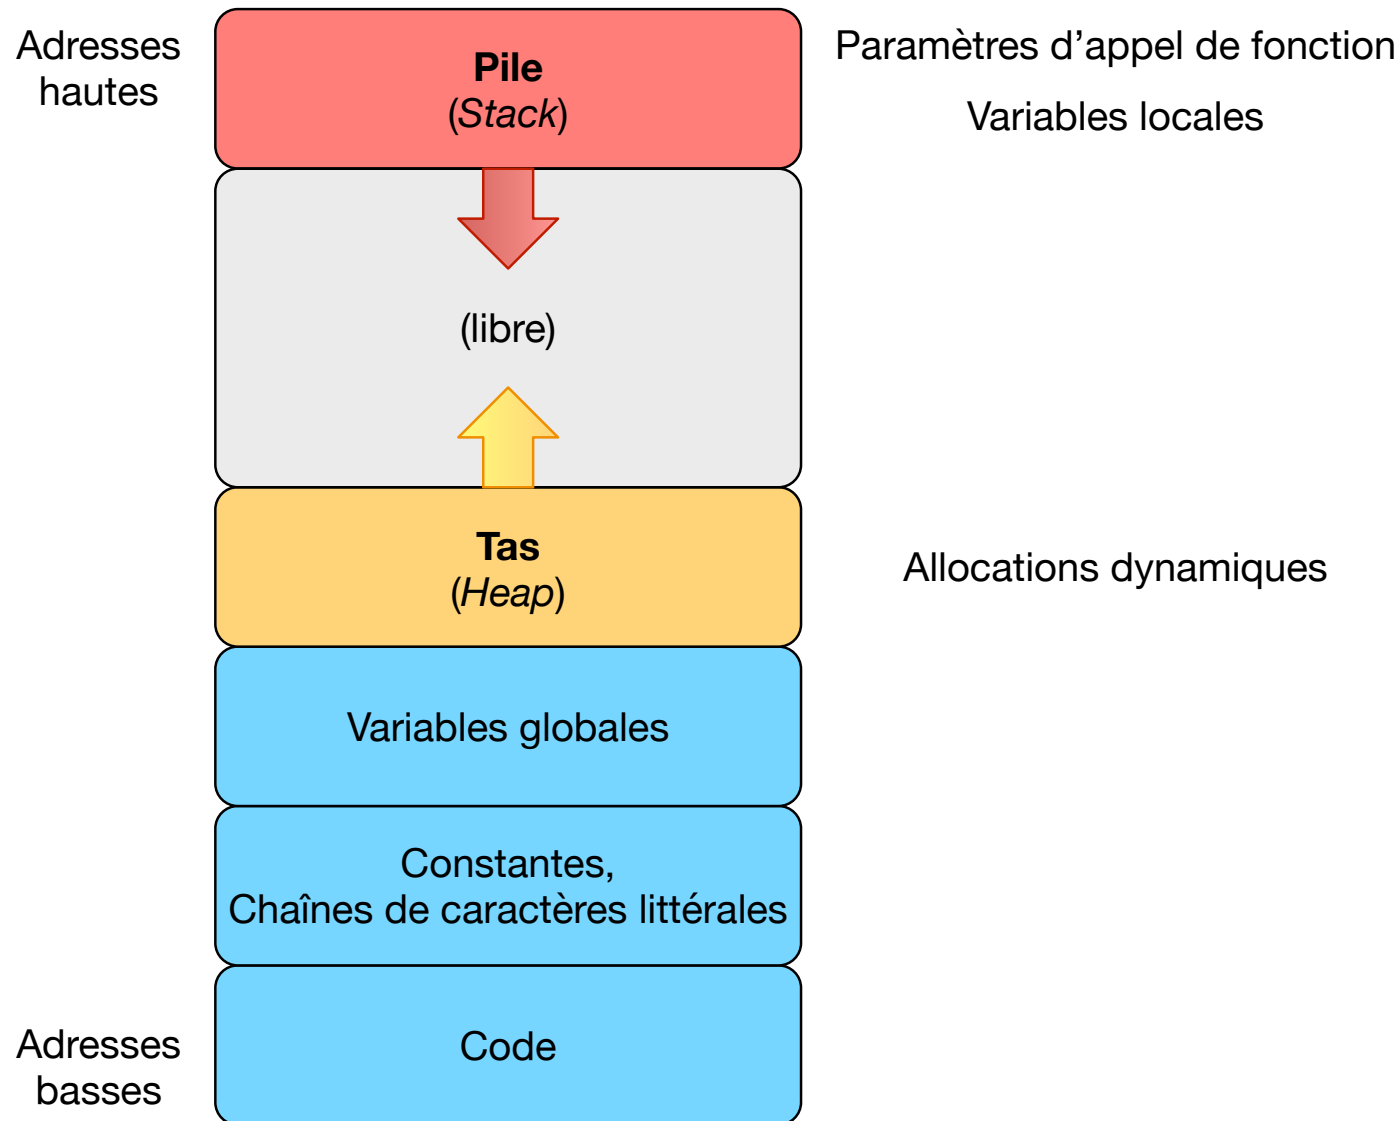 Adresses
hautes
Pile
(Stack)
Paramètres d’appel de fonction
Variables locales
(libre)
Tas
(Heap)
Allocations dynamiques
Variables globales
Constantes,
Chaînes de caractères littérales
Adresses
basses
Code